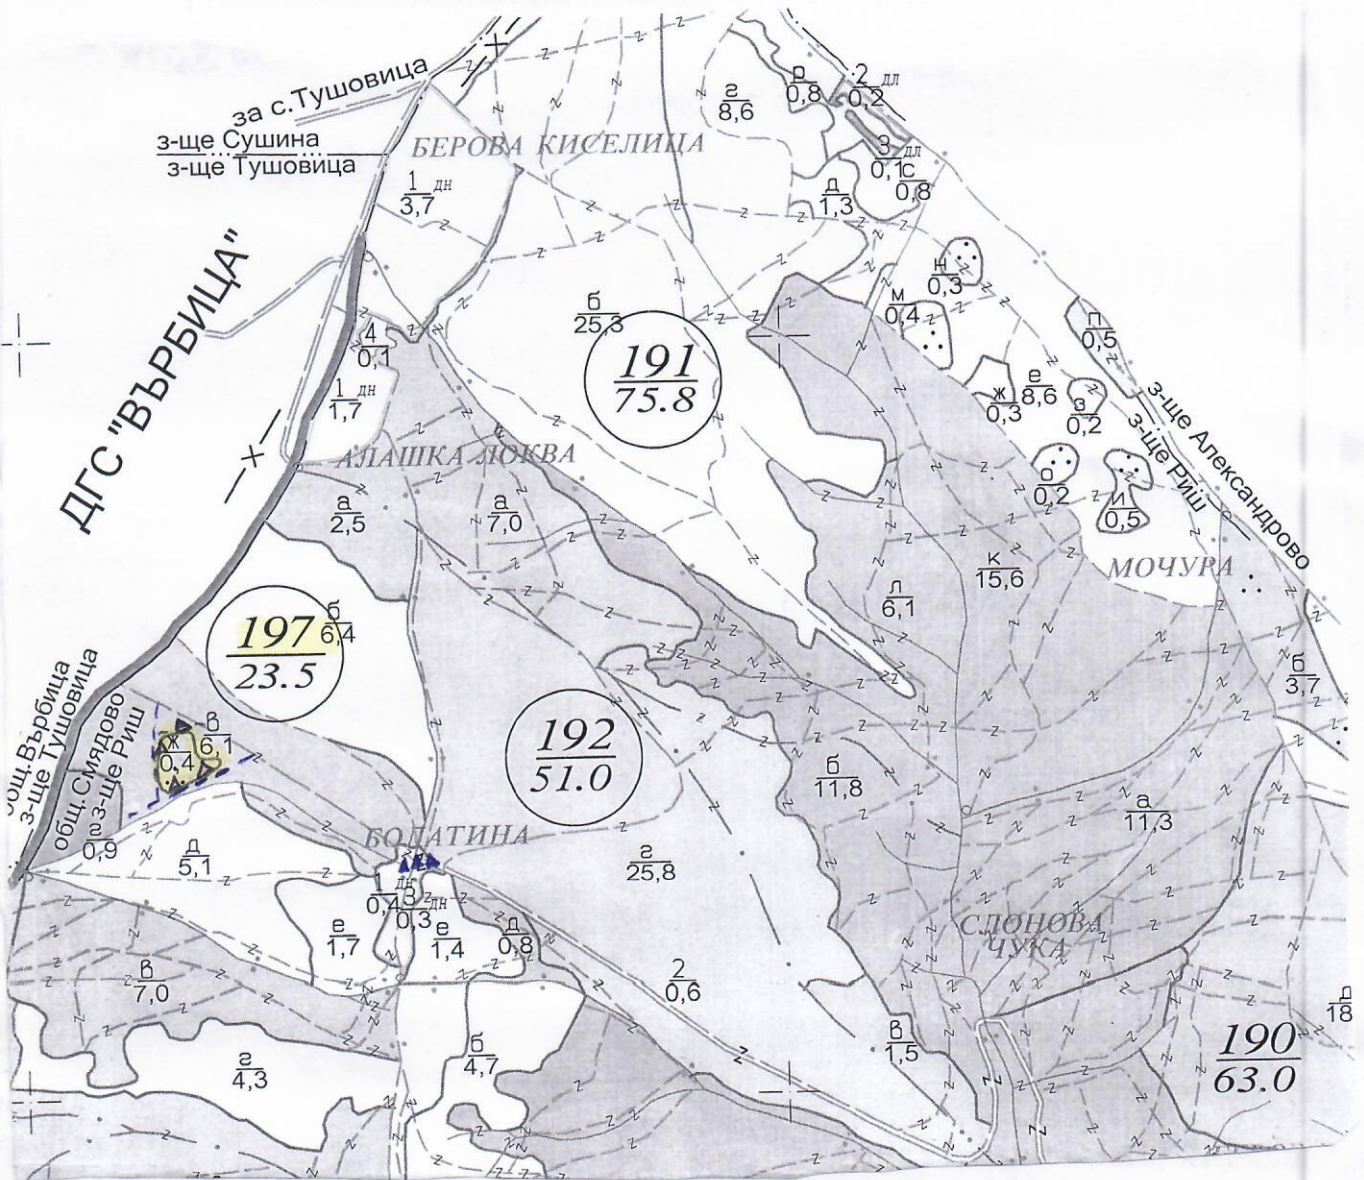 за с.Тушовица
з-ще Сушина
з-ще Тушовица
БЕРОВА КИСЕЛИЦА
1 дн
3,7
г
8,6
р
0,8
2 дл
0,2
3 дл
0,1
с
0,8
д
1,3
н
0,3
м
0,4
п
0,5
ДГС "ВЪРБИЦА"
б
25,3
191
75.8
4
0,1
1 дн
1,7
ж
0,3
е
8,6
з
0,2
о
0,2
и
0,5
з-ще Александрово
з-ще Риш
АЛАШКА ЛОКВА
а
2,5
а
7,0
МОЧУРА
к
15,6
л
6,1
197
23.5
б
6,4
б
3,7
общ.Върбица
з-ще Тушовица
общ.Смядово
з-ще Риш
ж
0,4
в
6,1
192
51.0
б
11,8
а
11,3
г
0,9
д
5,1
БОЛАТИНА
г
25,8
1 дн
0,4
3 дн
0,3
е
1,7
е
1,4
д
0,8
СЛОНОВА
ЧУКА
в
7,0
2
0,6
в
1,5
г
4,3
б
4,7
190
63.0
18